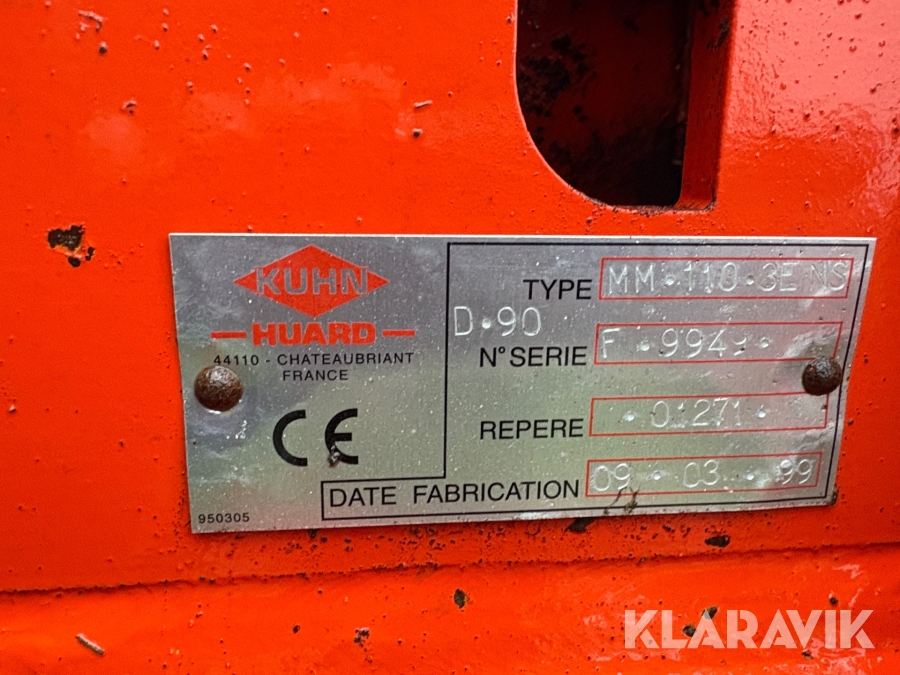 KUHN
HUARD
44110 - CHATEAUBRIANT
FRANCE
CE
950305
TYPE MM·110·3E NS
D·90
N° SERIE F·9949·
REPERE ·01271·
DATE FABRICATION 09·03·99
KLARAVIK